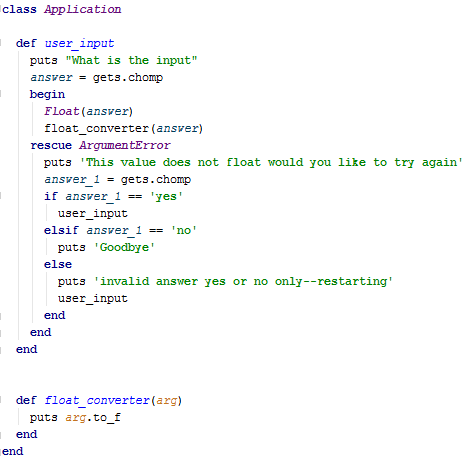 class Application
def user_input
puts "What is the input"
answer = gets.chomp
begin
Float(answer)
float_converter(answer)
rescue ArgumentError
puts 'This value does not float would you like to try again'
answer_1 = gets.chomp
if answer_1 == 'yes'
user_input
elsif answer_1 == 'no'
puts 'Goodbye'
else
puts 'invalid answer yes or no only--restarting'
user_input
end
end
end
def float_converter(arg)
puts arg.to_f
end
end